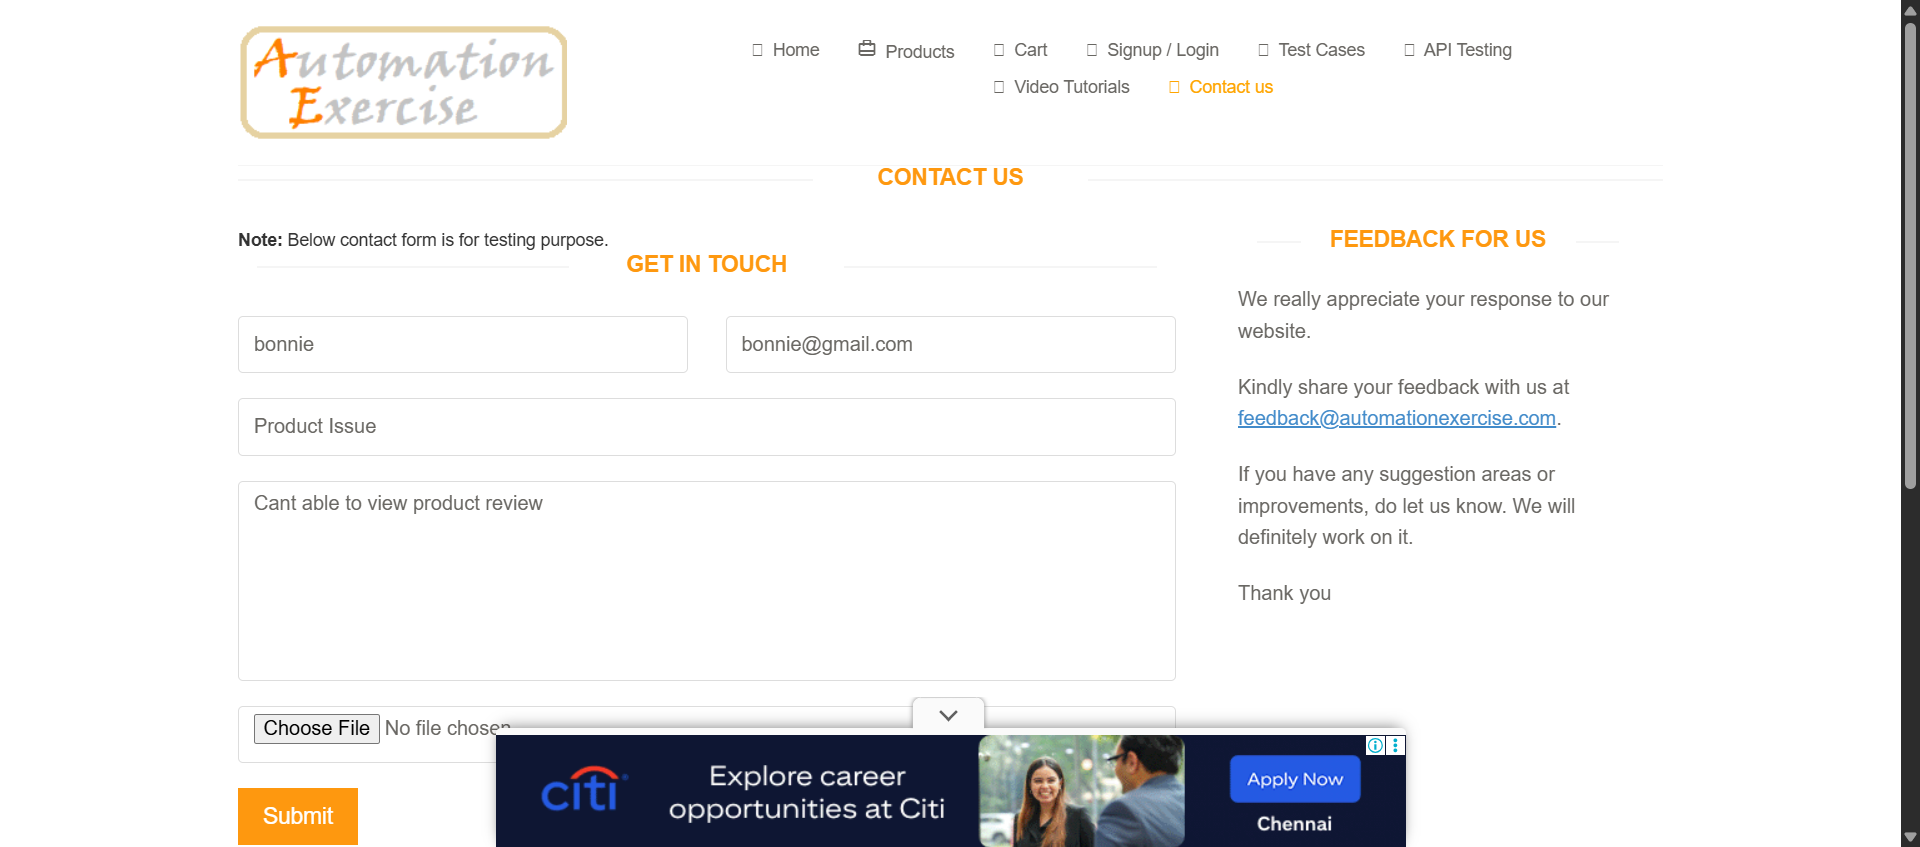 Automation
Exercise
Home
Products
Cart
Signup / Login
Test Cases
API Testing
Video Tutorials
Contact us
CONTACT US
Note: Below contact form is for testing purpose.
GET IN TOUCH
bonnie
bonnie@gmail.com
Product Issue
Cant able to view product review
Choose File No file chosen
Submit
FEEDBACK FOR US
We really appreciate your response to our
website.
Kindly share your feedback with us at
feedback@automationexercise.com.
If you have any suggestion areas or
improvements, do let us know. We will
definitely work on it.
Thank you
citi
Explore career
opportunities at Citi
Apply Now
Chennai